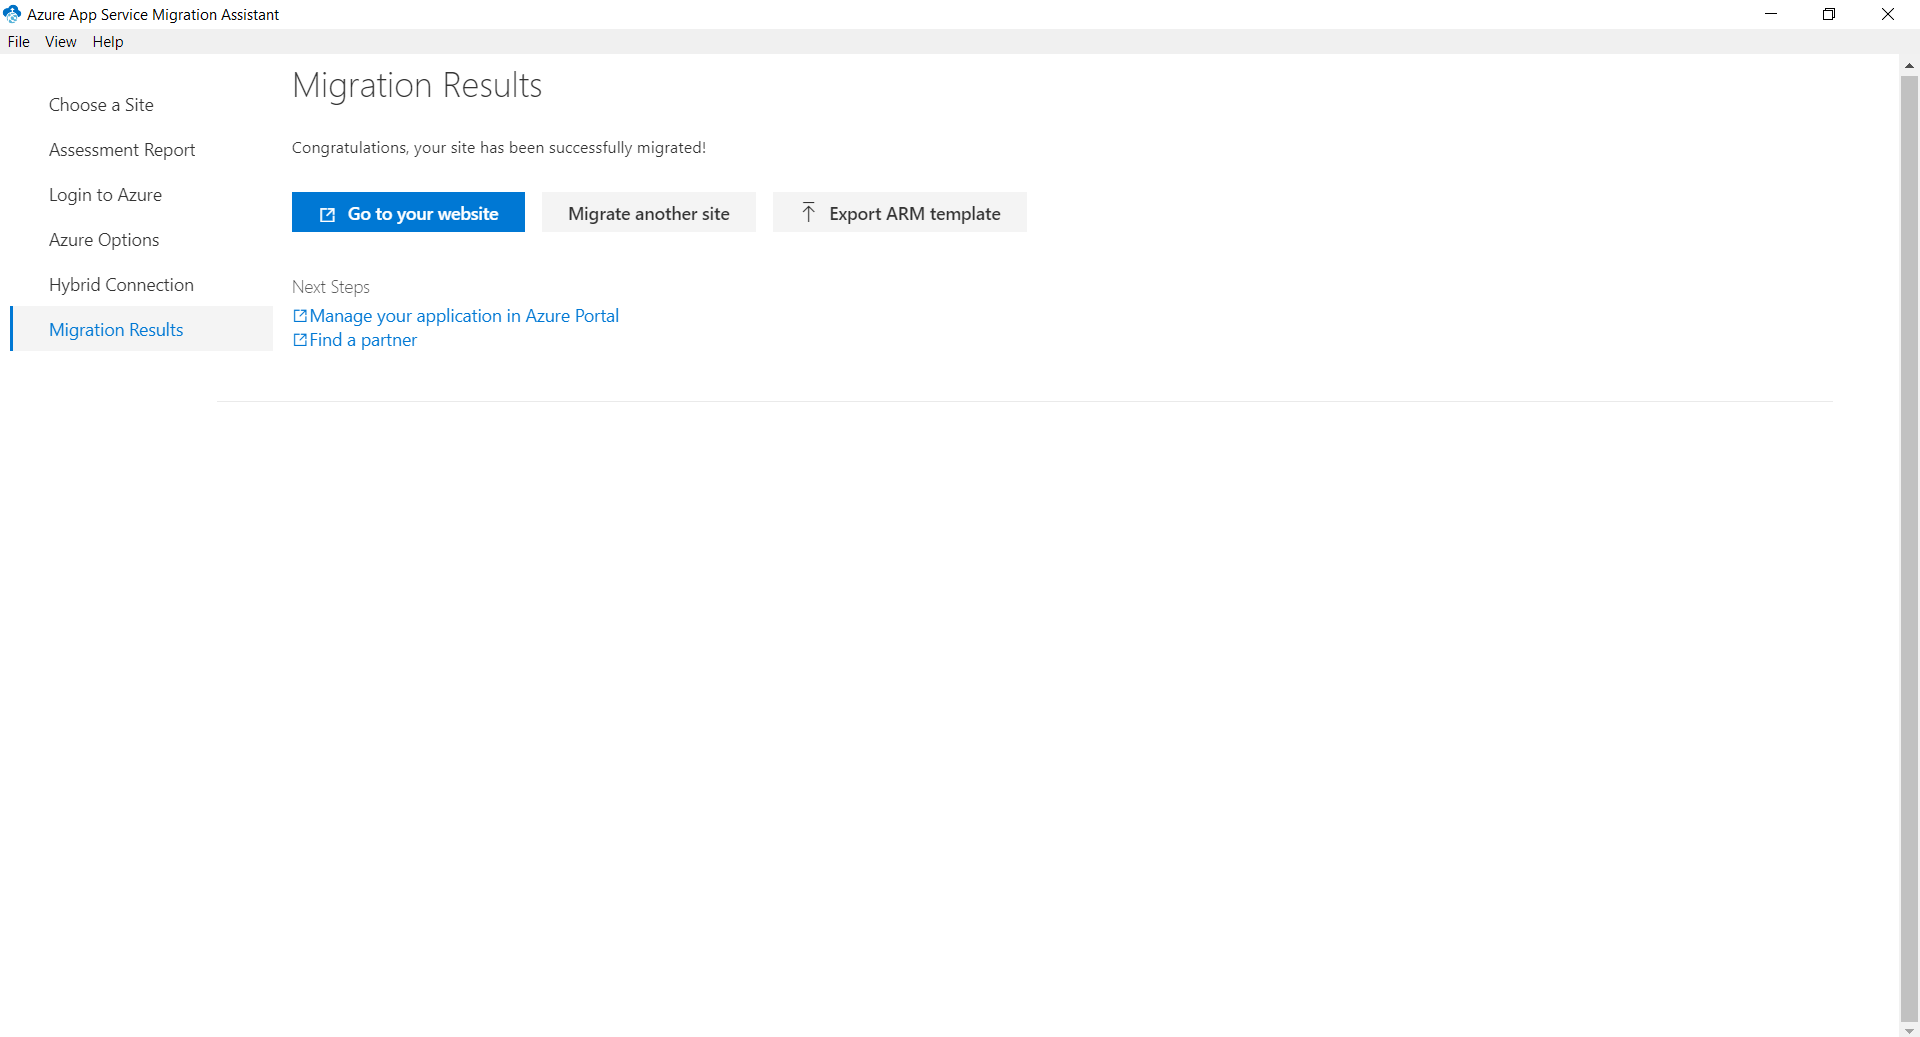 Azure App Service Migration Assistant
File View Help
Choose a Site
Assessment Report
Login to Azure
Azure Options
Hybrid Connection
Migration Results
Migration Results
Congratulations, your site has been successfully migrated!
Go to your website Migrate another site Export ARM template
Next Steps
Manage your application in Azure Portal
Find a partner